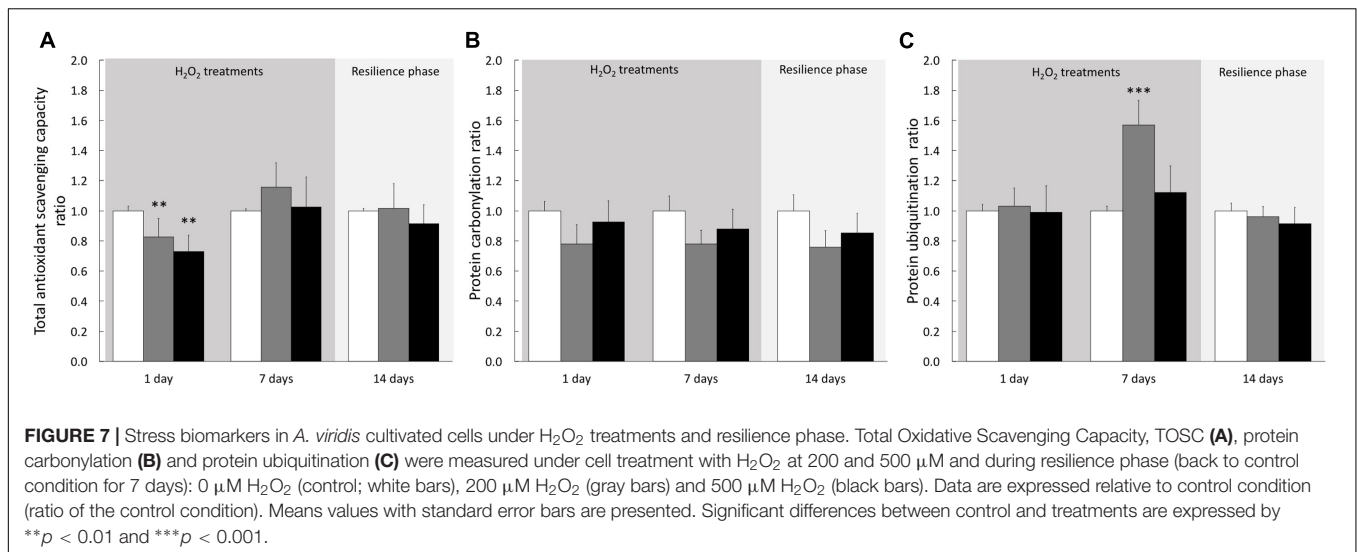 A
Total antioxidant scavenging capacity
ratio
2.0
1.8
1.6
1.4
1.2
1.0
0.8
0.6
0.4
0.2
0.0
H₂O₂ treatments
Resilience phase
**
**
1 day
7 days
14 days
B
Protein carbonylation ratio
2.0
1.8
1.6
1.4
1.2
1.0
0.8
0.6
0.4
0.2
0.0
H₂O₂ treatments
Resilience phase
1 day
7 days
14 days
C
Protein ubiquitination ratio
2.0
1.8
1.6
1.4
1.2
1.0
0.8
0.6
0.4
0.2
0.0
H₂O₂ treatments
Resilience phase
***
1 day
7 days
14 days
FIGURE 7 | Stress biomarkers in A. viridis cultivated cells under H₂O₂ treatments and resilience phase. Total Oxidative Scavenging Capacity, TOSC (A), protein
carbonylation (B) and protein ubiquitination (C) were measured under cell treatment with H₂O₂ at 200 and 500 μM and during resilience phase (back to control
condition for 7 days): 0 μM H₂O₂ (control; white bars), 200 μM H₂O₂ (gray bars) and 500 μM H₂O₂ (black bars). Data are expressed relative to control condition
(ratio of the control condition). Means values with standard error bars are presented. Significant differences between control and treatments are expressed by
**p < 0.01 and ***p < 0.001.